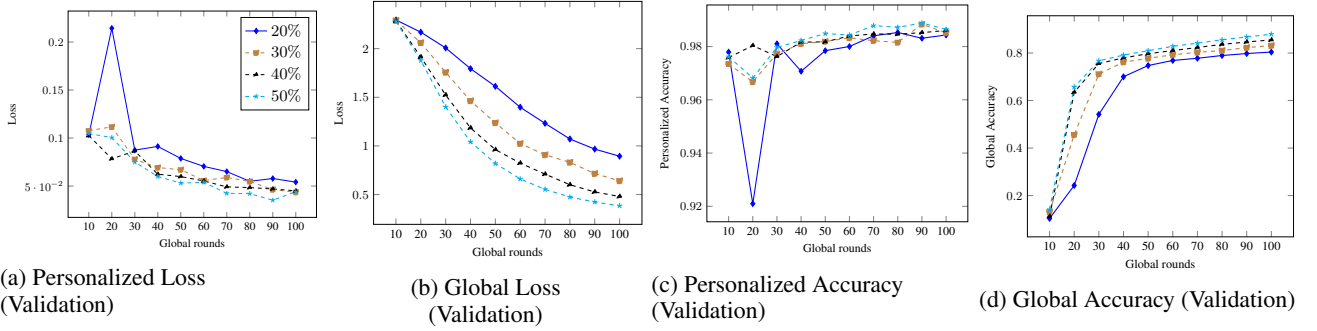 0.2
0.15
0.1
5 · 10⁻²
Loss
10 20 30 40 50 60 70 80 90 100
Global rounds
20%
30%
40%
50%
(a) Personalized Loss
(Validation)
2
1.5
1
0.5
Loss
10 20 30 40 50 60 70 80 90 100
Global rounds
(b) Global Loss
(Validation)
0.98
0.96
0.94
0.92
Personalized Accuracy
10 20 30 40 50 60 70 80 90 100
Global rounds
(c) Personalized Accuracy
(Validation)
0.8
0.6
0.4
0.2
Global Accuracy
10 20 30 40 50 60 70 80 90 100
Global rounds
(d) Global Accuracy (Validation)